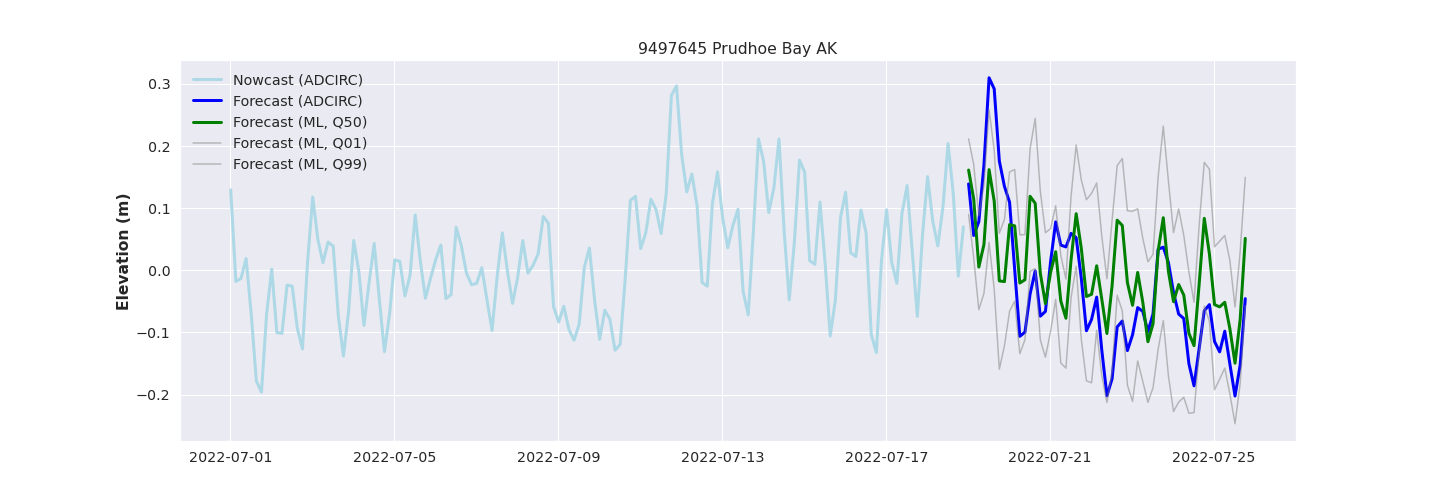 9497645 Prudhoe Bay AK
Nowcast (ADCIRC)
Forecast (ADCIRC)
Forecast (ML, Q50)
Forecast (ML, Q01)
Forecast (ML, Q99)
Elevation (m)
0.3
0.2
0.1
0.0
−0.1
−0.2
2022-07-01 2022-07-05 2022-07-09 2022-07-13 2022-07-17 2022-07-21 2022-07-25